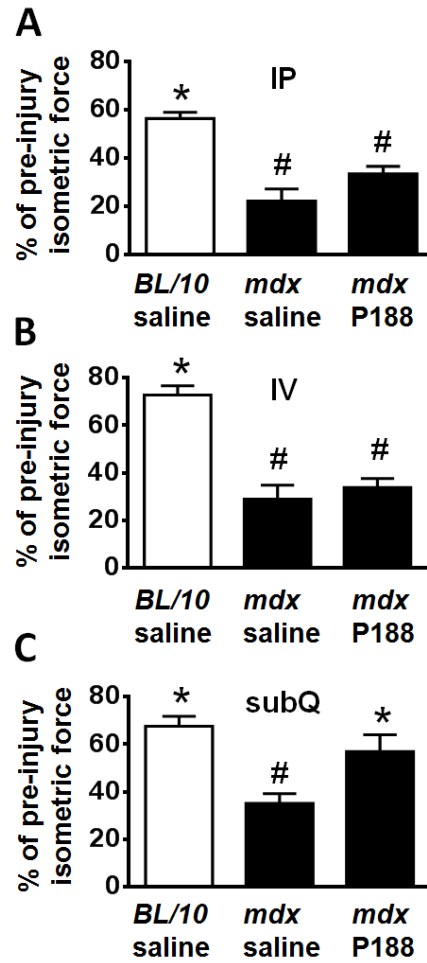 A
% of pre-injury
isometric force
80
60
40
20
0
IP
*
#
#
BL/10 mdx mdx
saline saline P188
B
% of pre-injury
isometric force
80
60
40
20
0
IV
*
#
#
BL/10 mdx mdx
saline saline P188
C
% of pre-injury
isometric force
80
60
40
20
0
subQ
*
#
*
BL/10 mdx mdx
saline saline P188